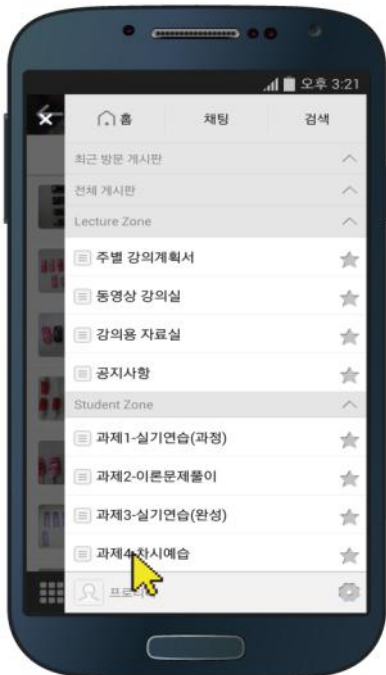 오후 3:21
홈 채팅 검색
최근 방문 게시판
전체 게시판
Lecture Zone
주별 강의계획서
동영상 강의실
강의용 자료실
공지사항
Student Zone
과제1-실기연습(과정)
과제2-이론문제풀이
과제3-실기연습(완성)
과제4-차시예습